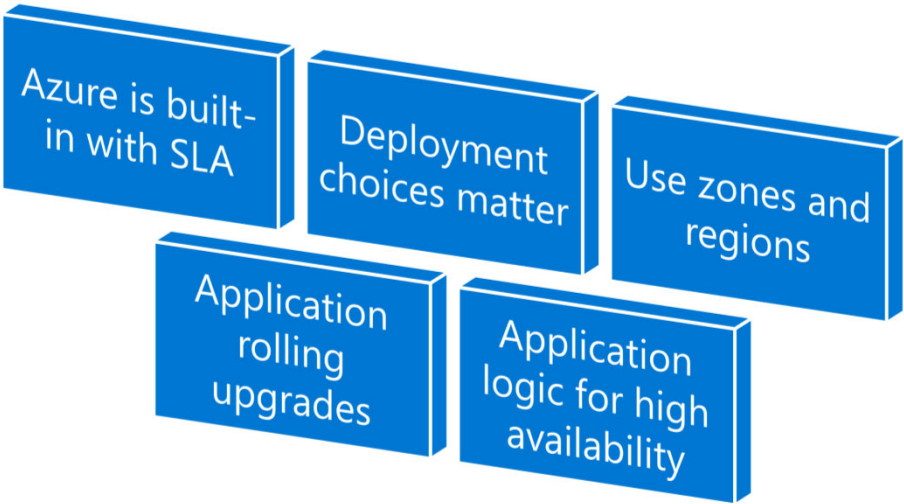 Azure is built-
in with SLA
Deployment
choices matter
Use zones and
regions
Application
rolling
upgrades
Application
logic for high
availability